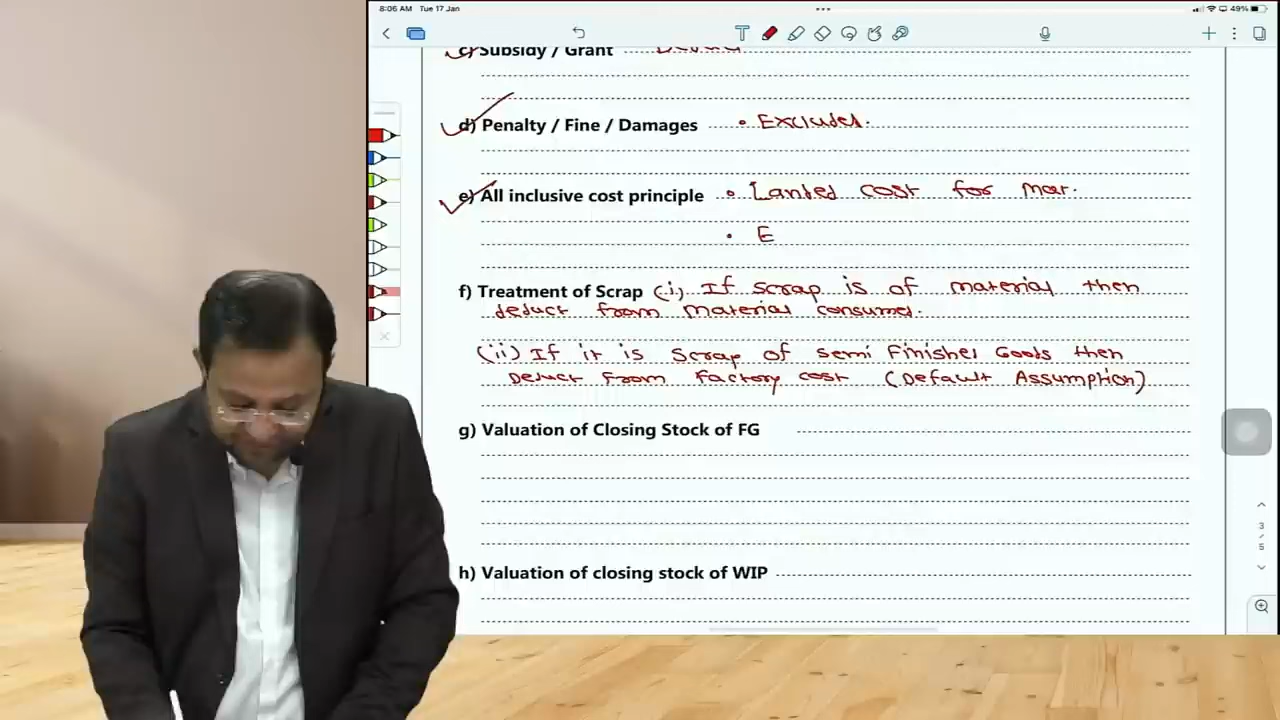 8:05 AM Tue 17 Jan
49%
c) Subsidy / Grant
d) Penalty / Fine / Damages • Excluded.
e) All inclusive cost principle • Landed cost for mat.
• E
f) Treatment of Scrap (i) If scrap is of material then
deduct from material consumed.
(ii) If it is scrap of semi Finished Goods then
Deduct from Factory cost (Default Assumption)
g) Valuation of Closing Stock of FG
h) Valuation of closing stock of WIP
3
/
5